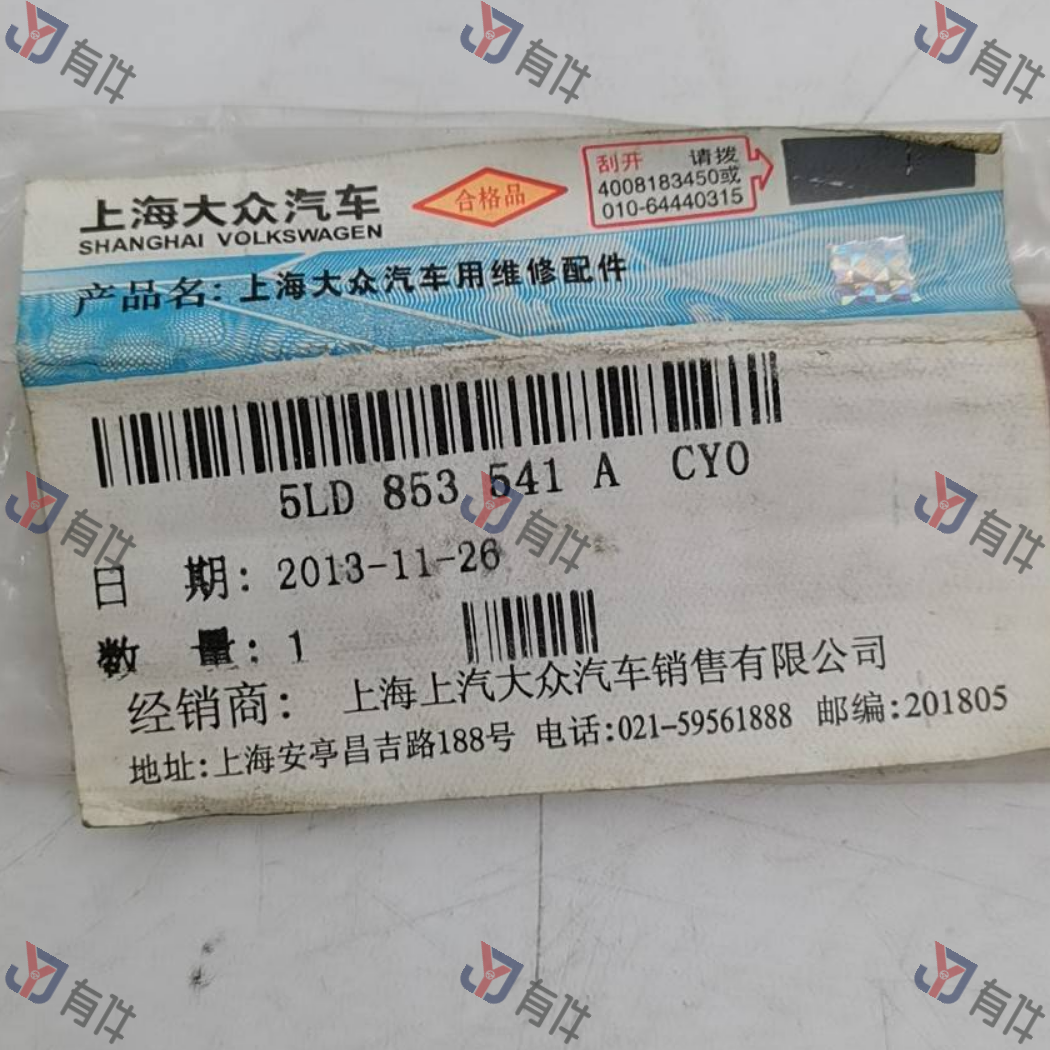 有件
有件
有件
上海大众汽车
SHANGHAI VOLKSWAGEN
合格品
刮开 请拨
4008183450或
010-64440315
产品名:上海大众汽车用维修配件
5LD 853 541 A CYO
有件
有件
有件
日 期:2013-11-26
数 量:1
经销商: 上海上汽大众汽车销售有限公司
地址:上海安亭昌吉路188号 电话:021-59561888 邮编:201805
有件
有件
有件